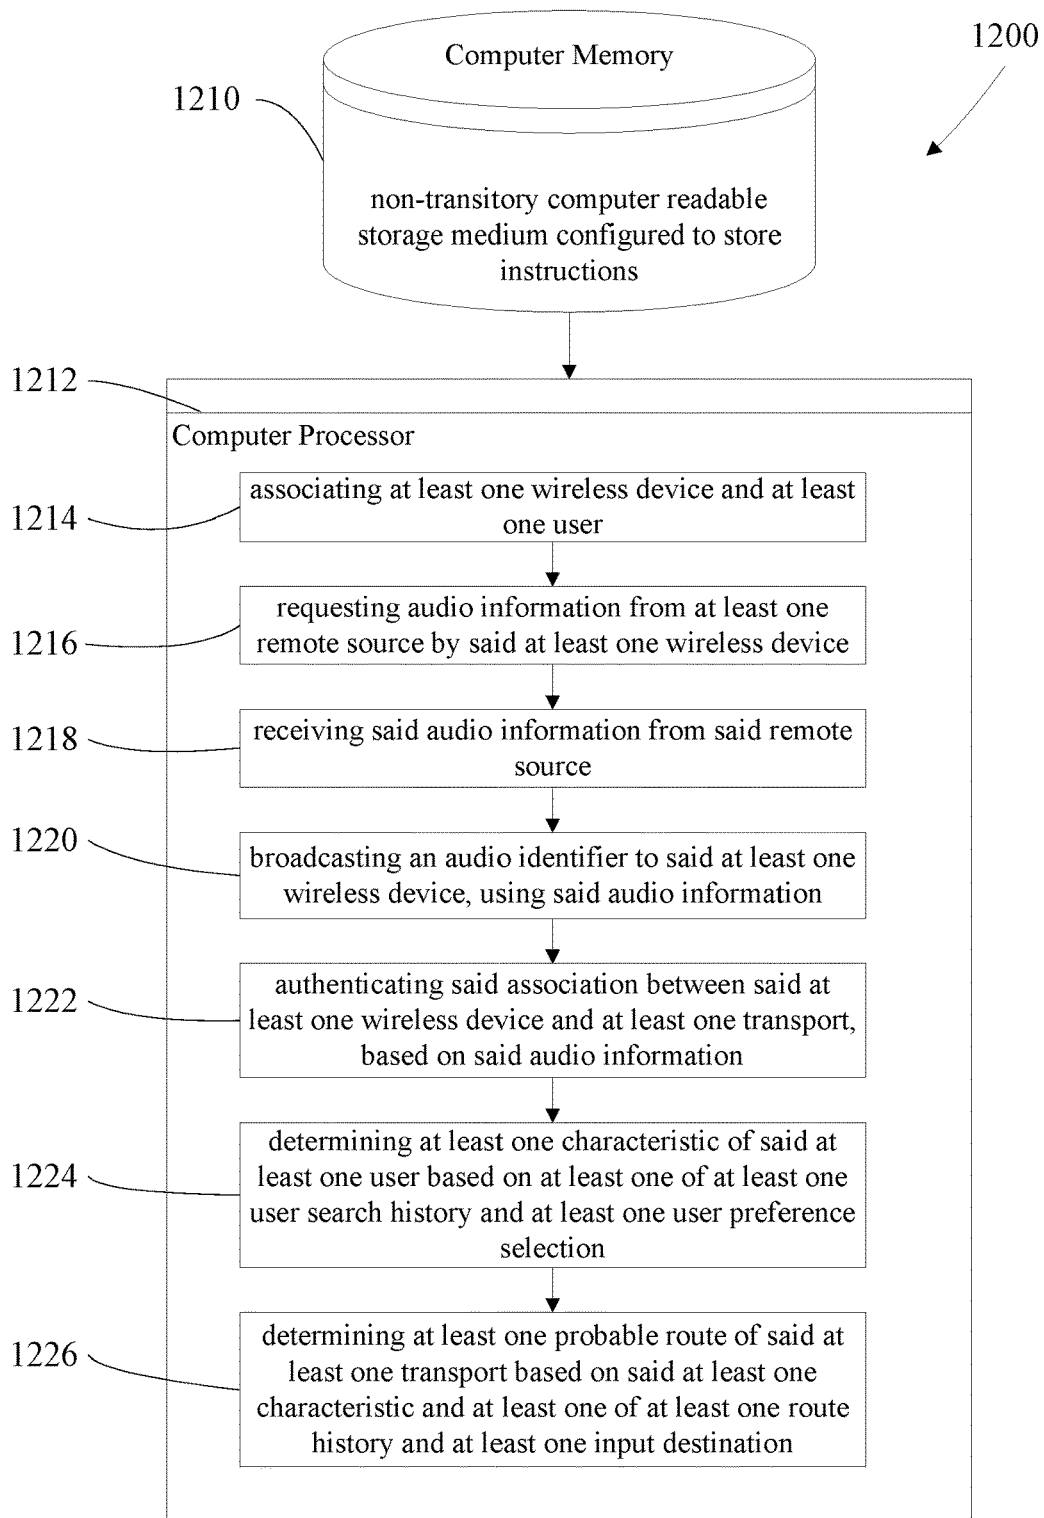 1200
Computer Memory
1210
non-transitory computer readable
storage medium configured to store
instructions
1212
Computer Processor
1214
associating at least one wireless device and at least
one user
1216
requesting audio information from at least one
remote source by said at least one wireless device
1218
receiving said audio information from said remote
source
1220
broadcasting an audio identifier to said at least one
wireless device, using said audio information
1222
authenticating said association between said at
least one wireless device and at least one transport,
based on said audio information
1224
determining at least one characteristic of said at
least one user based on at least one of at least one
user search history and at least one user preference
selection
1226
determining at least one probable route of said at
least one transport based on said at least one
characteristic and at least one of at least one route
history and at least one input destination